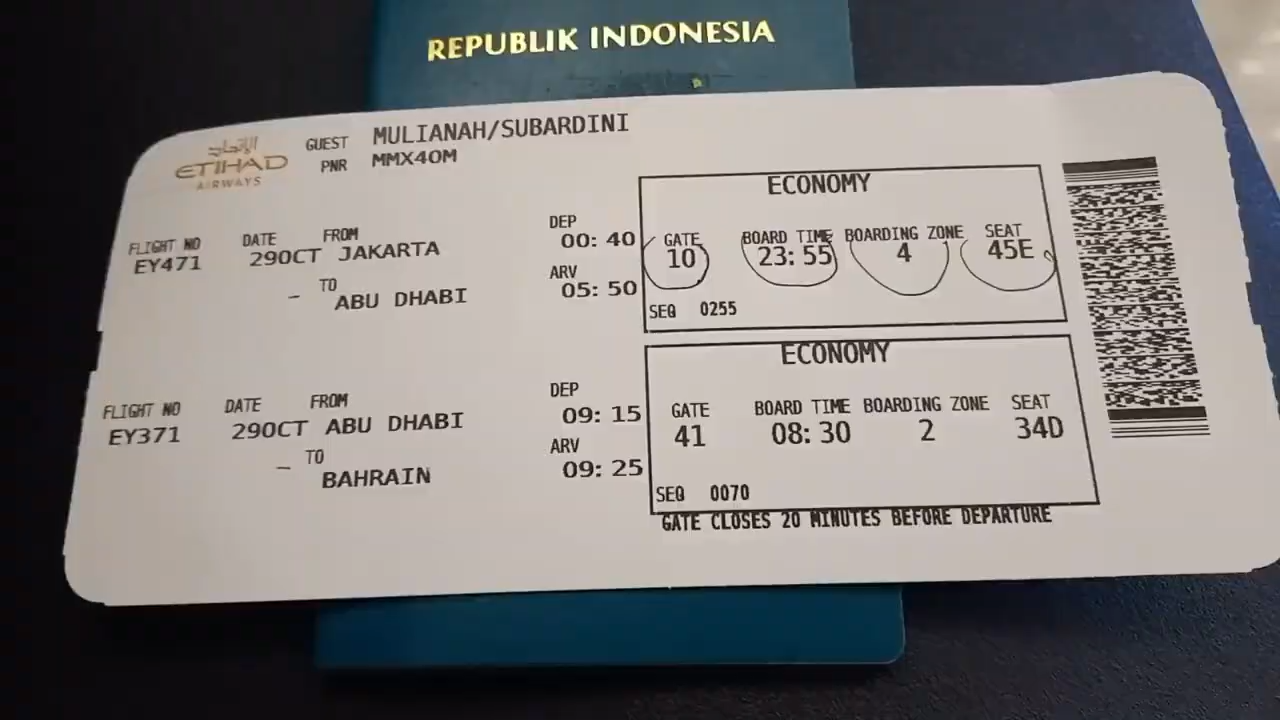 REPUBLIK INDONESIA
الإتحاد
ETIHAD
AIRWAYS
GUEST MULIANAH/SUBARDINI
PNR MMX40M
ECONOMY
FLIGHT NO DATE FROM DEP GATE BOARD TIME BOARDING ZONE SEAT
EY471 29OCT JAKARTA 00:40 10 23:55 4 45E
TO ARV
– ABU DHABI 05:50
SEQ 0255
ECONOMY
FLIGHT NO DATE FROM DEP GATE BOARD TIME BOARDING ZONE SEAT
EY371 29OCT ABU DHABI 09:15 41 08:30 2 34D
TO ARV
– BAHRAIN 09:25
SEQ 0070
GATE CLOSES 20 MINUTES BEFORE DEPARTURE